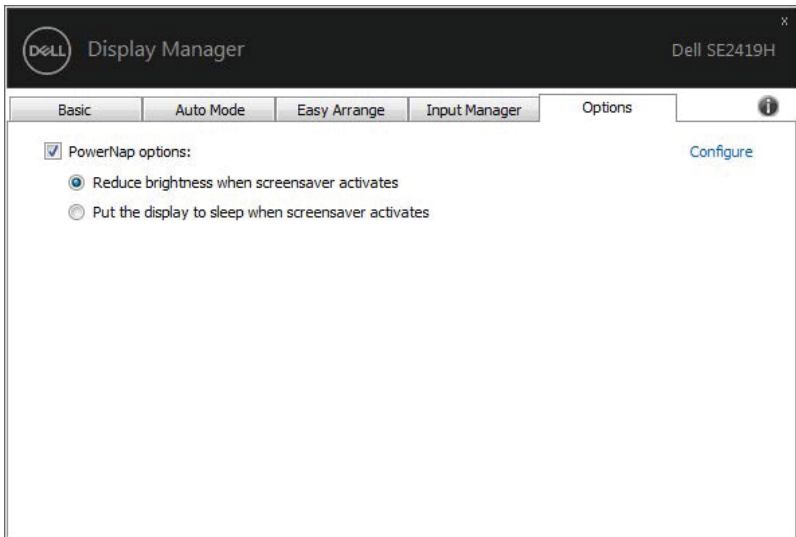 x
DELL Display Manager Dell SE2419H
Basic Auto Mode Easy Arrange Input Manager Options i
PowerNap options: Configure
Reduce brightness when screensaver activates
Put the display to sleep when screensaver activates